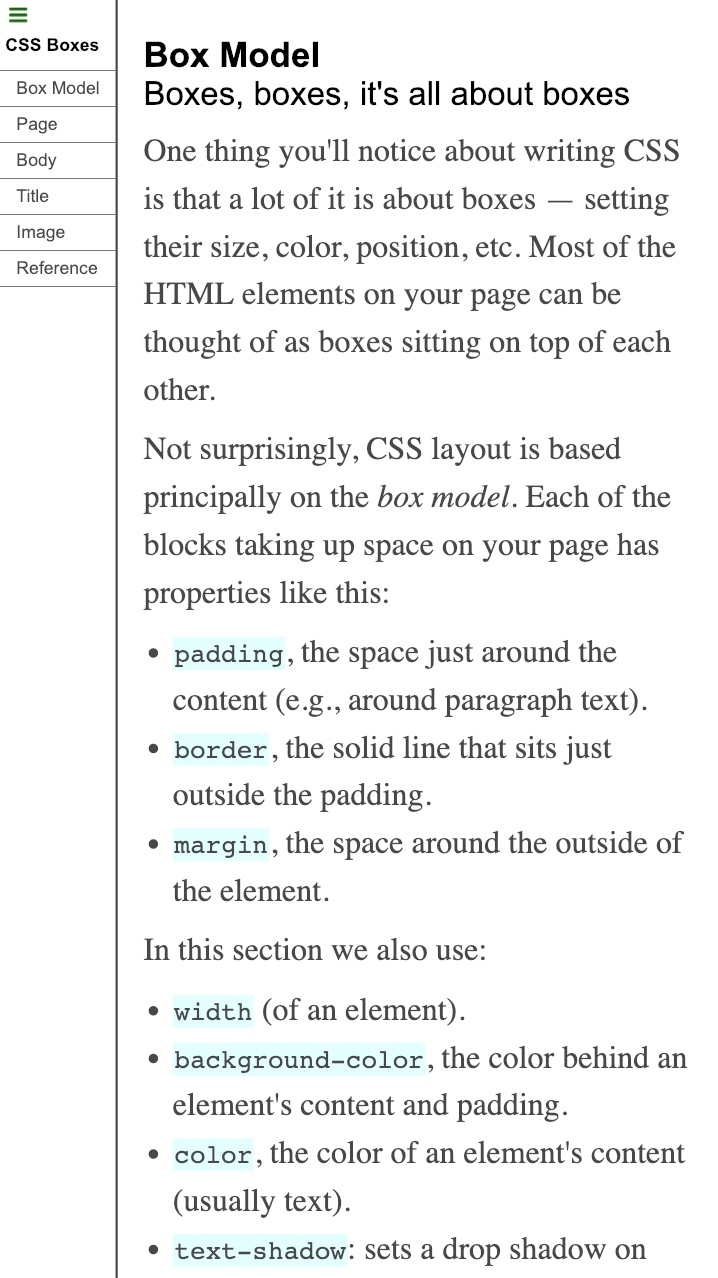 CSS Boxes
Box Model
Page
Body
Title
Image
Reference
Box Model
Boxes, boxes, it's all about boxes
One thing you'll notice about writing CSS
is that a lot of it is about boxes — setting
their size, color, position, etc. Most of the
HTML elements on your page can be
thought of as boxes sitting on top of each
other.
Not surprisingly, CSS layout is based
principally on the box model. Each of the
blocks taking up space on your page has
properties like this:
• padding, the space just around the
content (e.g., around paragraph text).
• border, the solid line that sits just
outside the padding.
• margin, the space around the outside of
the element.
In this section we also use:
• width (of an element).
• background-color, the color behind an
element's content and padding.
• color, the color of an element's content
(usually text).
• text-shadow: sets a drop shadow on